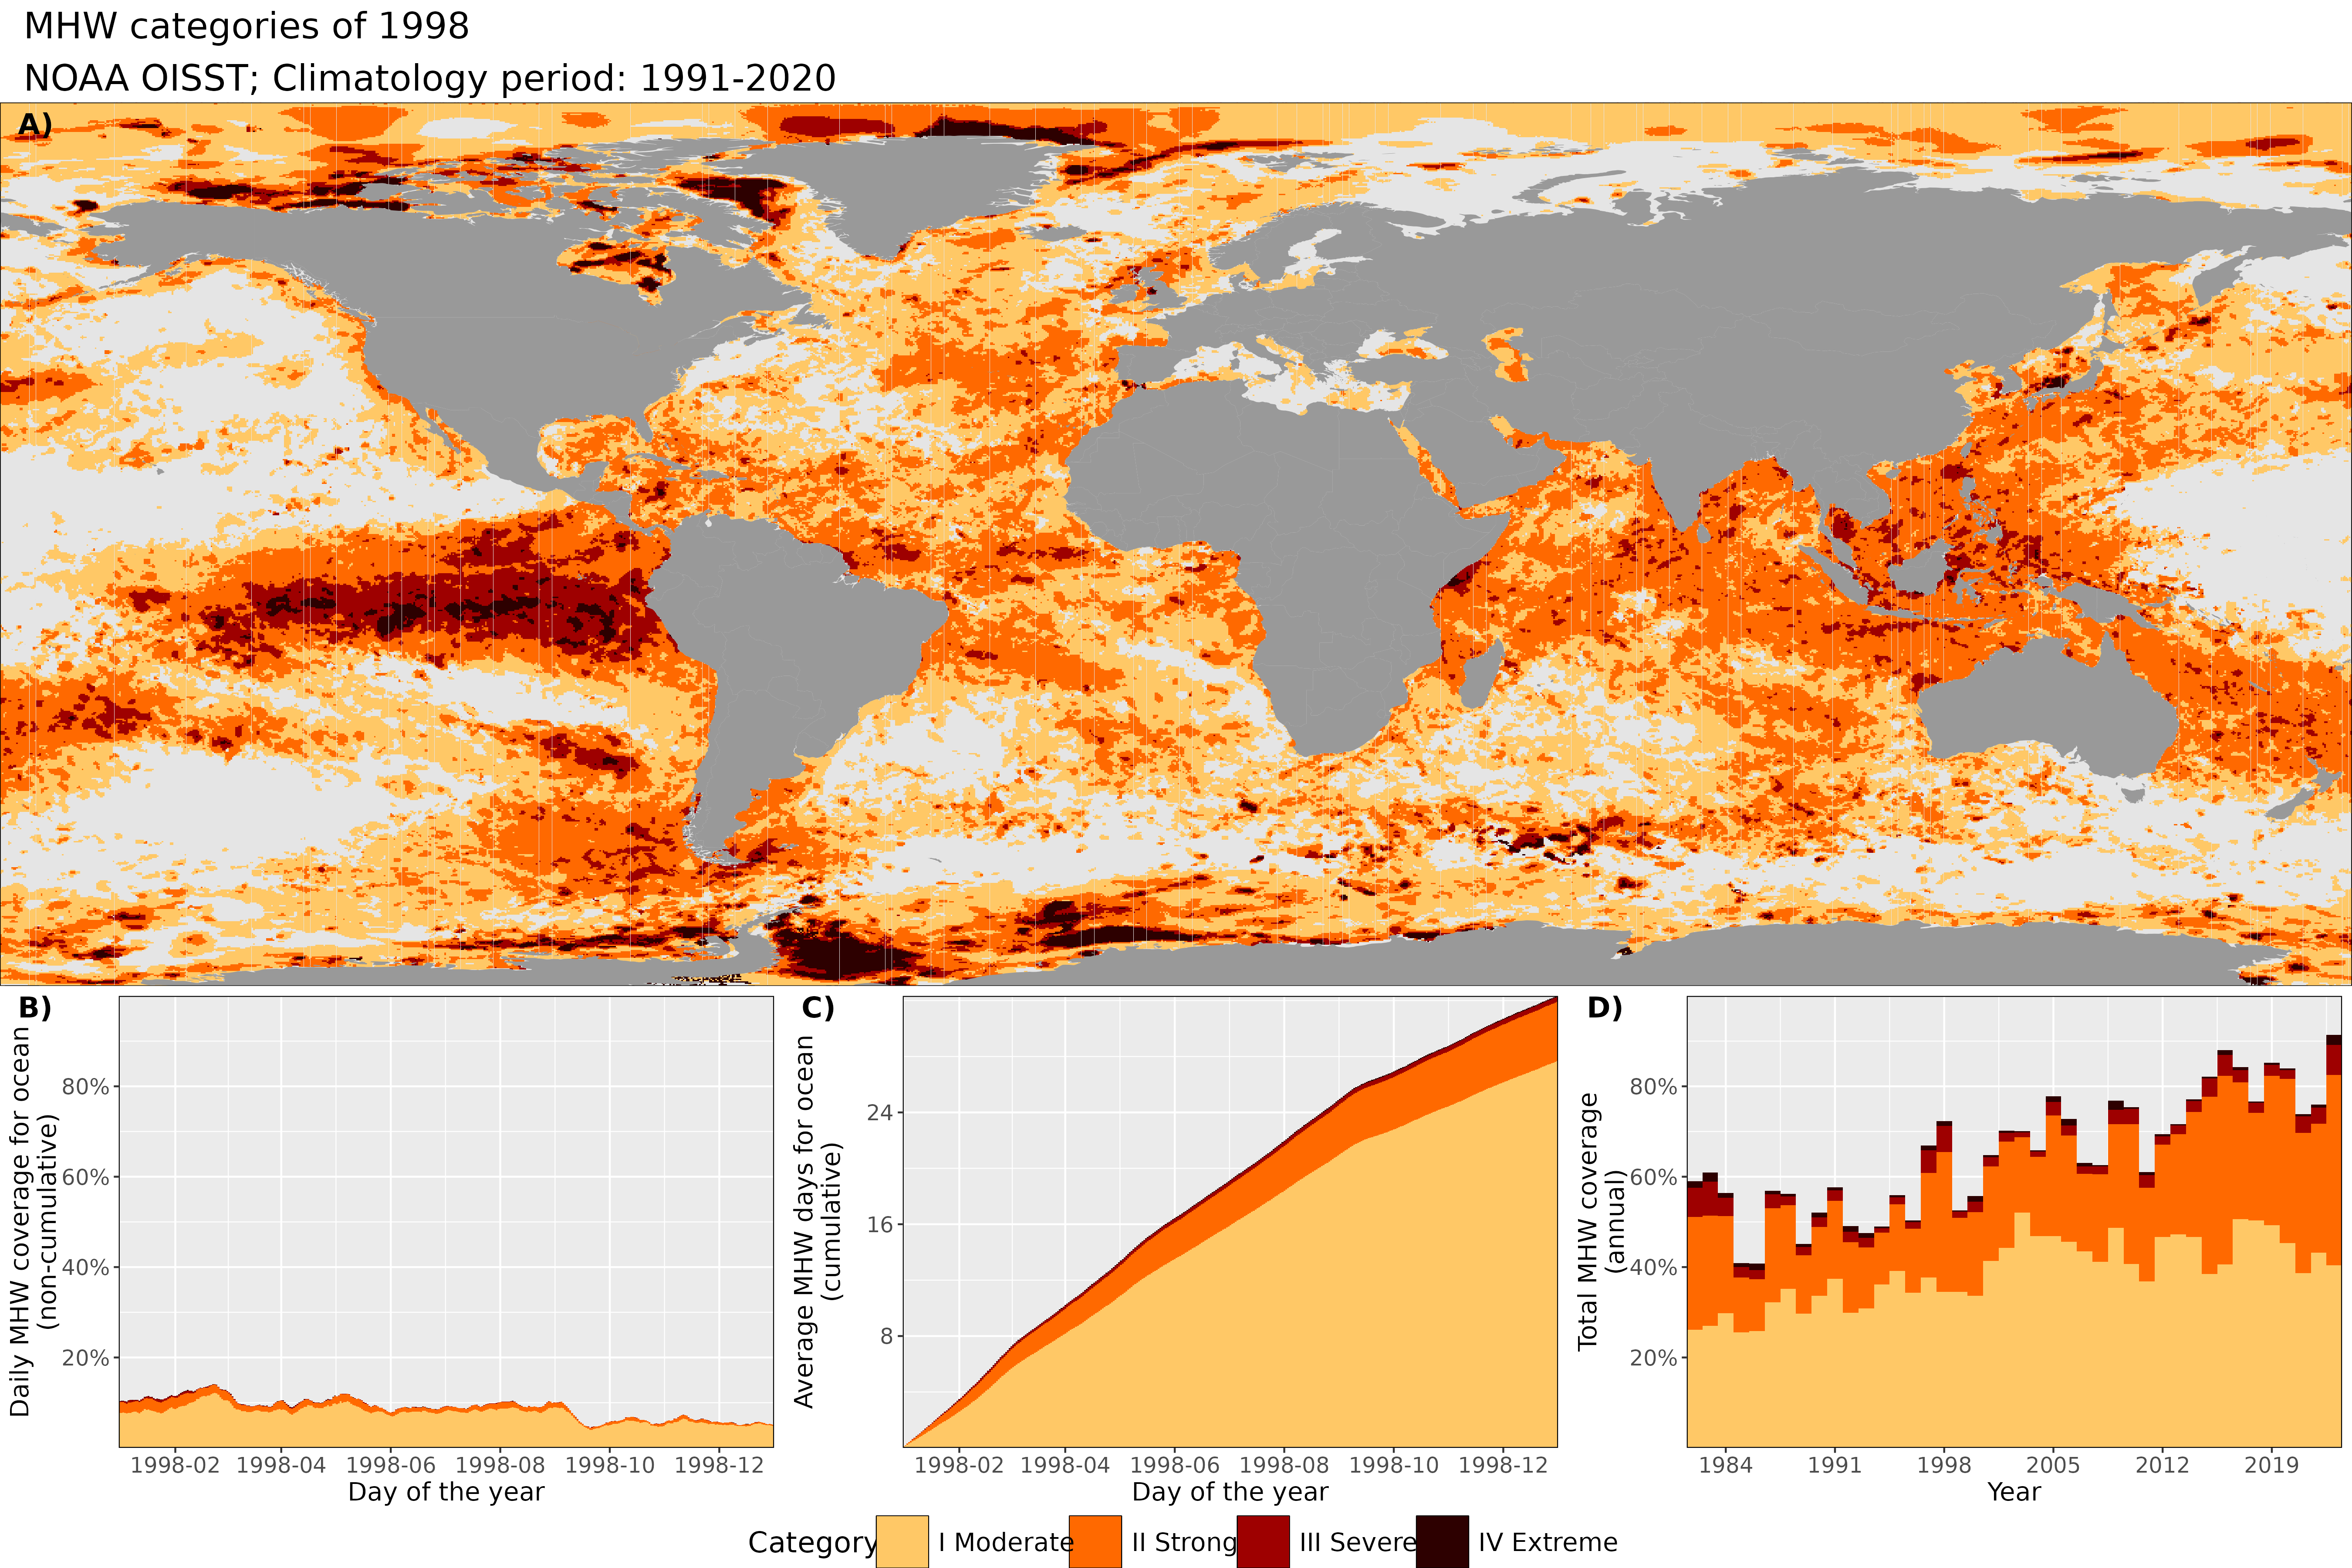 MHW categories of 1998
NOAA OISST; Climatology period: 1991-2020
A)
B)
Daily MHW coverage for ocean
(non-cumulative)
80%
60%
40%
20%
1998-02 1998-04 1998-06 1998-08 1998-10 1998-12
Day of the year
C)
Average MHW days for ocean
(cumulative)
24
16
8
1998-02 1998-04 1998-06 1998-08 1998-10 1998-12
Day of the year
D)
Total MHW coverage
(annual)
80%
60%
40%
20%
1984 1991 1998 2005 2012 2019
Year
Category I Moderate II Strong III Severe IV Extreme